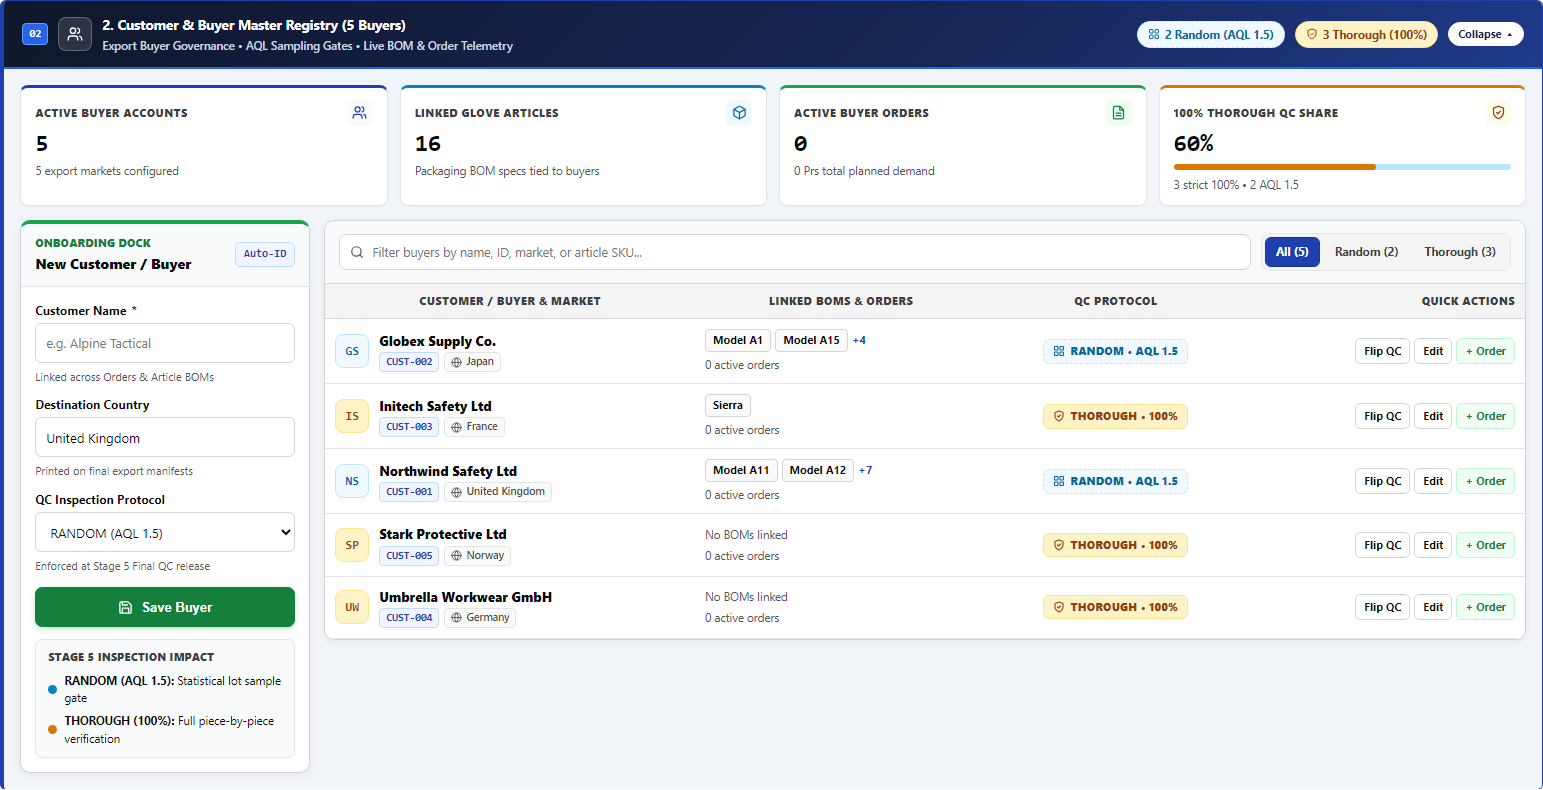 02
2. Customer & Buyer Master Registry (5 Buyers)
Export Buyer Governance • AQL Sampling Gates • Live BOM & Order Telemetry
2 Random (AQL 1.5)
3 Thorough (100%)
Collapse
ACTIVE BUYER ACCOUNTS
5
5 export markets configured
LINKED GLOVE ARTICLES
16
Packaging BOM specs tied to buyers
ACTIVE BUYER ORDERS
0
0 Prs total planned demand
100% THOROUGH QC SHARE
60%
3 strict 100% • 2 AQL 1.5
ONBOARDING DOCK
New Customer / Buyer
Auto-ID
Customer Name *
e.g. Alpine Tactical
Linked across Orders & Article BOMs
Destination Country
United Kingdom
Printed on final export manifests
QC Inspection Protocol
RANDOM (AQL 1.5)
Enforced at Stage 5 Final QC release
Save Buyer
STAGE 5 INSPECTION IMPACT
RANDOM (AQL 1.5): Statistical lot sample
gate
THOROUGH (100%): Full piece-by-piece
verification
Filter buyers by name, ID, market, or article SKU...
All (5)
Random (2)
Thorough (3)
CUSTOMER / BUYER & MARKET
LINKED BOMS & ORDERS
QC PROTOCOL
QUICK ACTIONS
GS
Globex Supply Co.
CUST-002
Japan
Model A1
Model A15
+4
0 active orders
RANDOM • AQL 1.5
Flip QC
Edit
+ Order
IS
Initech Safety Ltd
CUST-003
France
Sierra
0 active orders
THOROUGH • 100%
Flip QC
Edit
+ Order
NS
Northwind Safety Ltd
CUST-001
United Kingdom
Model A11
Model A12
+7
0 active orders
RANDOM • AQL 1.5
Flip QC
Edit
+ Order
SP
Stark Protective Ltd
CUST-005
Norway
No BOMs linked
0 active orders
THOROUGH • 100%
Flip QC
Edit
+ Order
UW
Umbrella Workwear GmbH
CUST-004
Germany
No BOMs linked
0 active orders
THOROUGH • 100%
Flip QC
Edit
+ Order